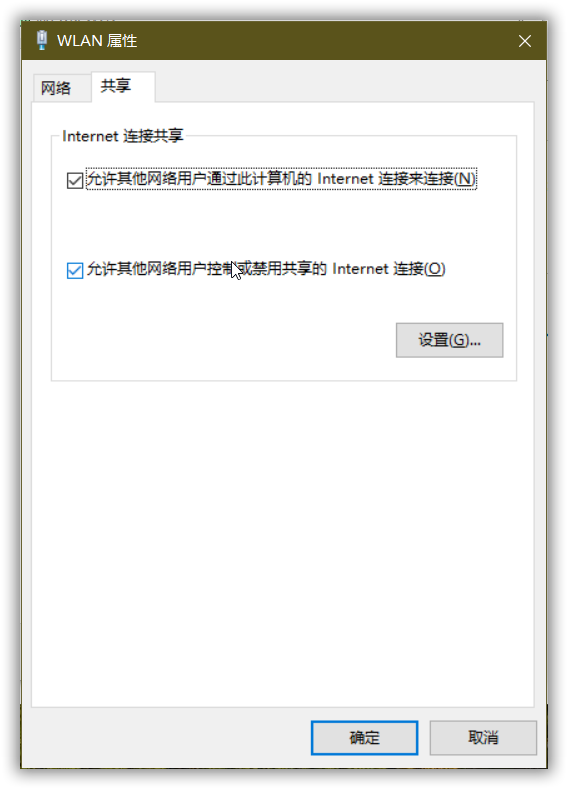 WLAN 属性
网络
共享
Internet 连接共享
允许其他网络用户通过此计算机的 Internet 连接来连接(N)
允许其他网络用户控制或禁用共享的 Internet 连接(O)
设置(G)...
确定
取消